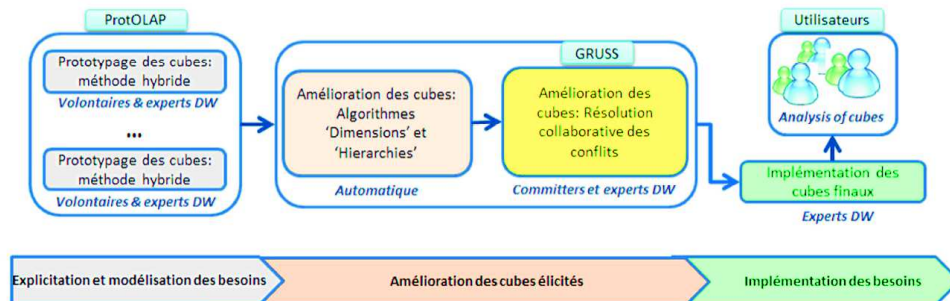 ProtOLAP
Prototypage des cubes:
méthode hybride
Volontaires & experts DW
...
Prototypage des cubes:
méthode hybride
Volontaires & experts DW
GRUSS
Amélioration des cubes:
Algorithmes
'Dimensions' et
'Hierarchies'
Automatique
Amélioration des
cubes: Résolution
collaborative des
conflits
Committers et experts DW
Utilisateurs
Analysis of cubes
Implémentation des
cubes finaux
Experts DW
Explicitation et modélisation des besoins
Amélioration des cubes élicités
Implémentation des besoins